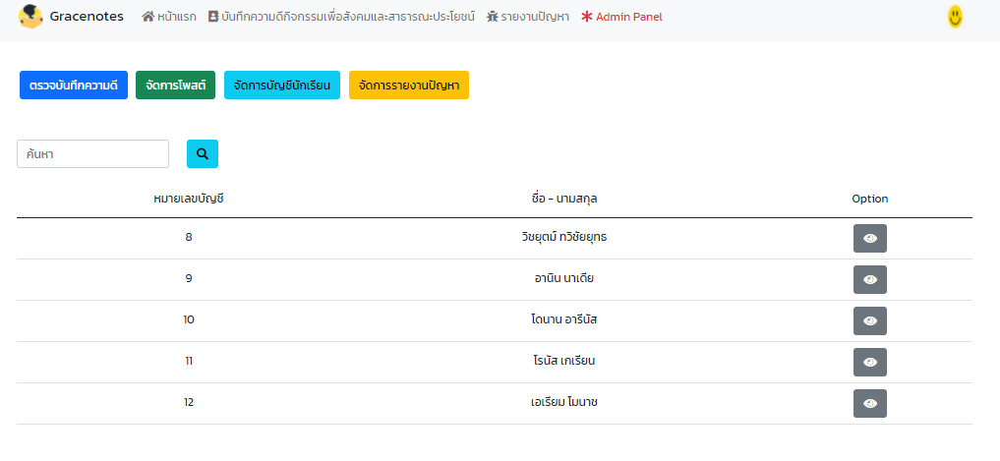 Gracenotes หน้าแรก บันทึกความดีกิจกรรมเพื่อสังคมและสาธารณะประโยชน์ รายงานปัญหา Admin Panel
ตรวจบันทึกความดี จัดการโพสต์ จัดการบัญชีนักเรียน จัดการรายงานปัญหา
ค้นหา
หมายเลขบัญชี ชื่อ - นามสกุล Option
8 วิชยุตม์ ทวิชัยยุทธ
9 อานิน นาเดีย
10 โดนาน อารีนัส
11 โรนัส เกเรียน
12 เอเรียม โมนาช